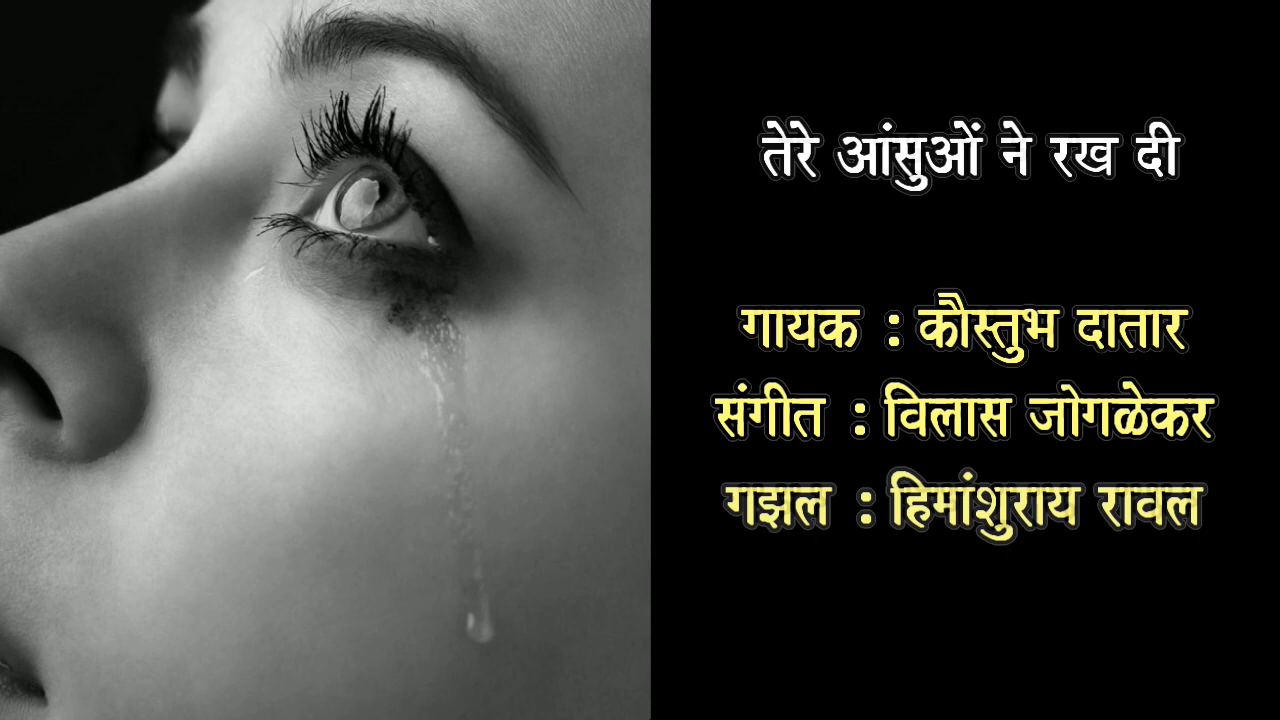 तेरे आंसुओं ने रख दी
गायक : कौस्तुभ दातार
संगीत : विलास जोगळेकर
गझल : हिमांशुराय रावल